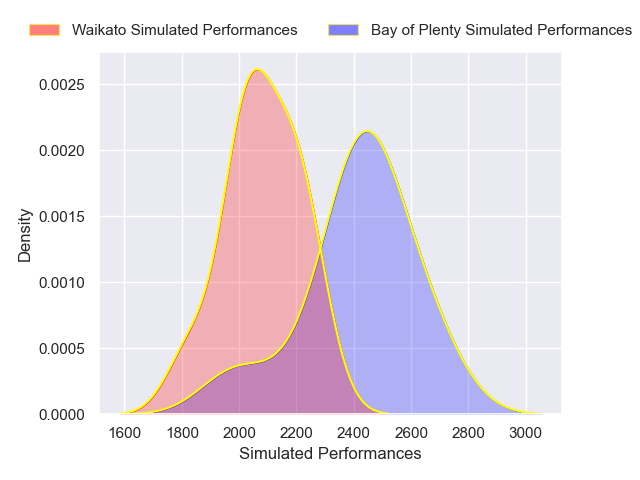 Waikato Simulated Performances
Bay of Plenty Simulated Performances
0.0025
0.0020
0.0015
0.0010
0.0005
0.0000
Density
1600 1800 2000 2200 2400 2600 2800 3000
Simulated Performances